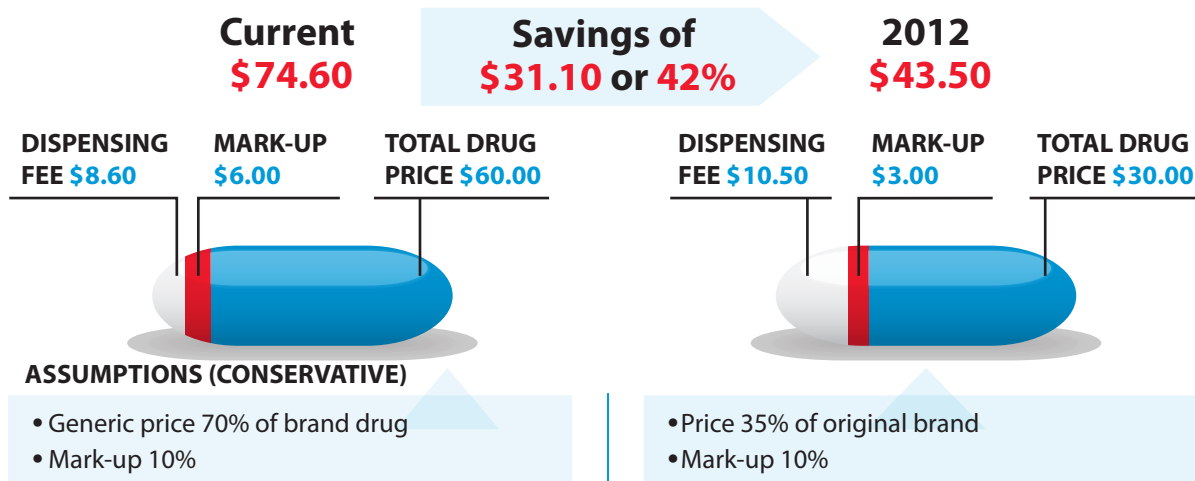 Current
$74.60
Savings of
$31.10 or 42%
2012
$43.50
DISPENSING
FEE $8.60
MARK-UP
$6.00
TOTAL DRUG
PRICE $60.00
DISPENSING
FEE $10.50
MARK-UP
$3.00
TOTAL DRUG
PRICE $30.00
ASSUMPTIONS (CONSERVATIVE)
• Generic price 70% of brand drug
• Mark-up 10%
•Price 35% of original brand
•Mark-up 10%